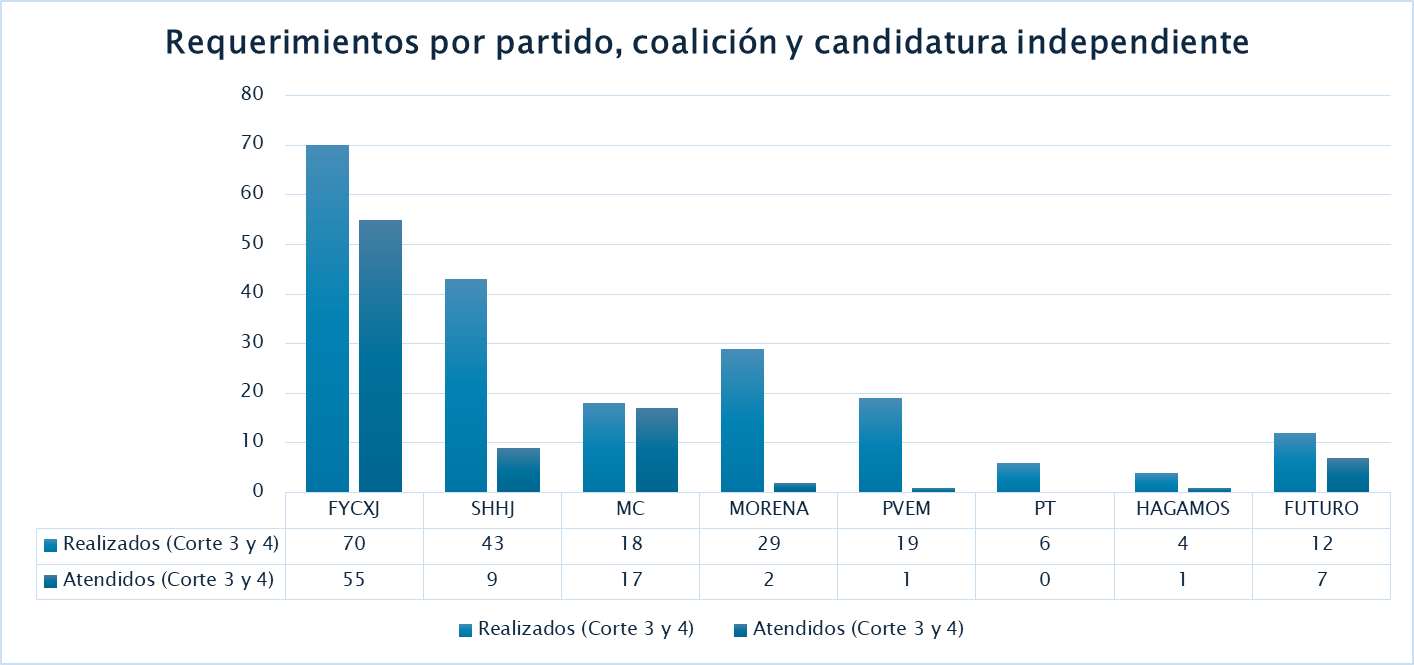 Requerimientos por partido, coalición y candidatura independiente
80
70
60
50
40
30
20
10
0
FYCXJ SHHJ MC MORENA PVEM PT HAGAMOS FUTURO
Realizados (Corte 3 y 4) 70 43 18 29 19 6 4 12
Atendidos (Corte 3 y 4) 55 9 17 2 1 0 1 7
Realizados (Corte 3 y 4) Atendidos (Corte 3 y 4)